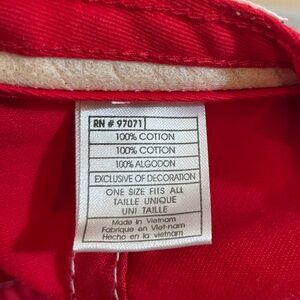 RN # 97071
100% COTTON
100% COTTON
100% ALGODON
EXCLUSIVE OF DECORATION
ONE SIZE FITS ALL
TAILLE UNIQUE
UNI TAILLE
Made in Vietnam
Fabrique en Viet-nam
Hecho en la vietnam